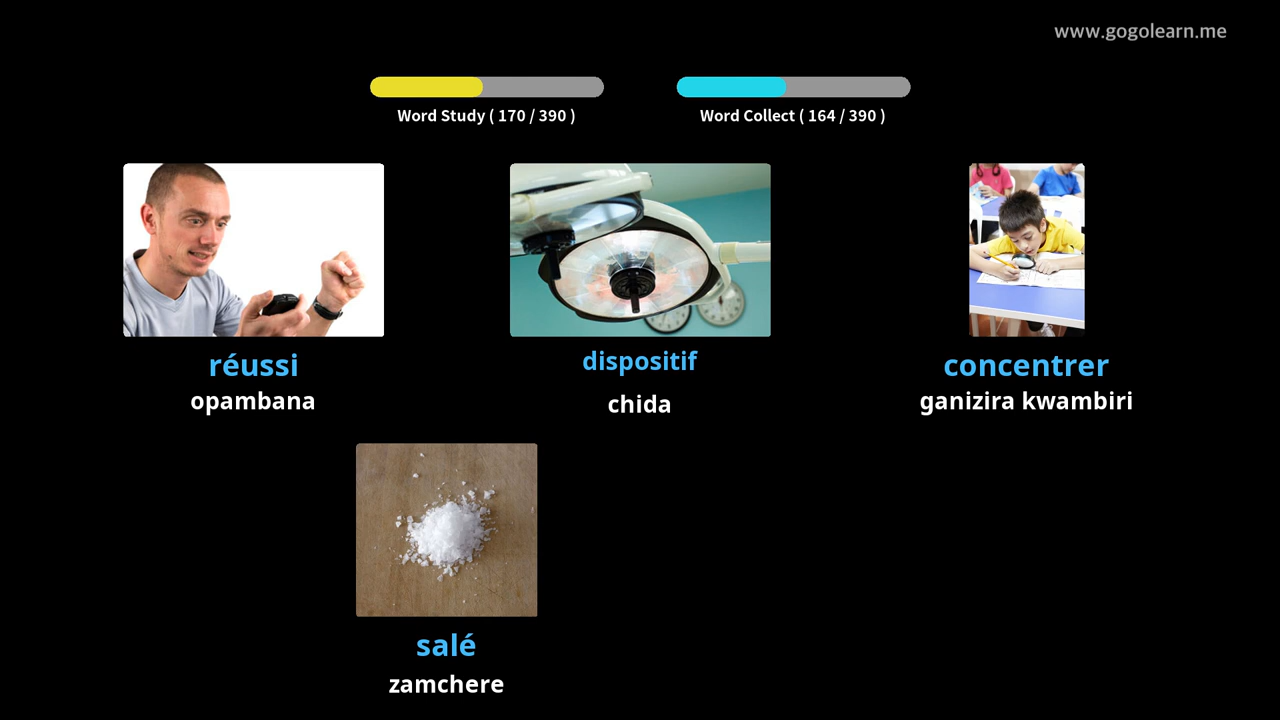 www.gogolearn.me
Word Study ( 170 / 390 )
Word Collect ( 164 / 390 )
réussi
opambana
dispositif
chida
concentrer
ganizira kwambiri
salé
zamchere